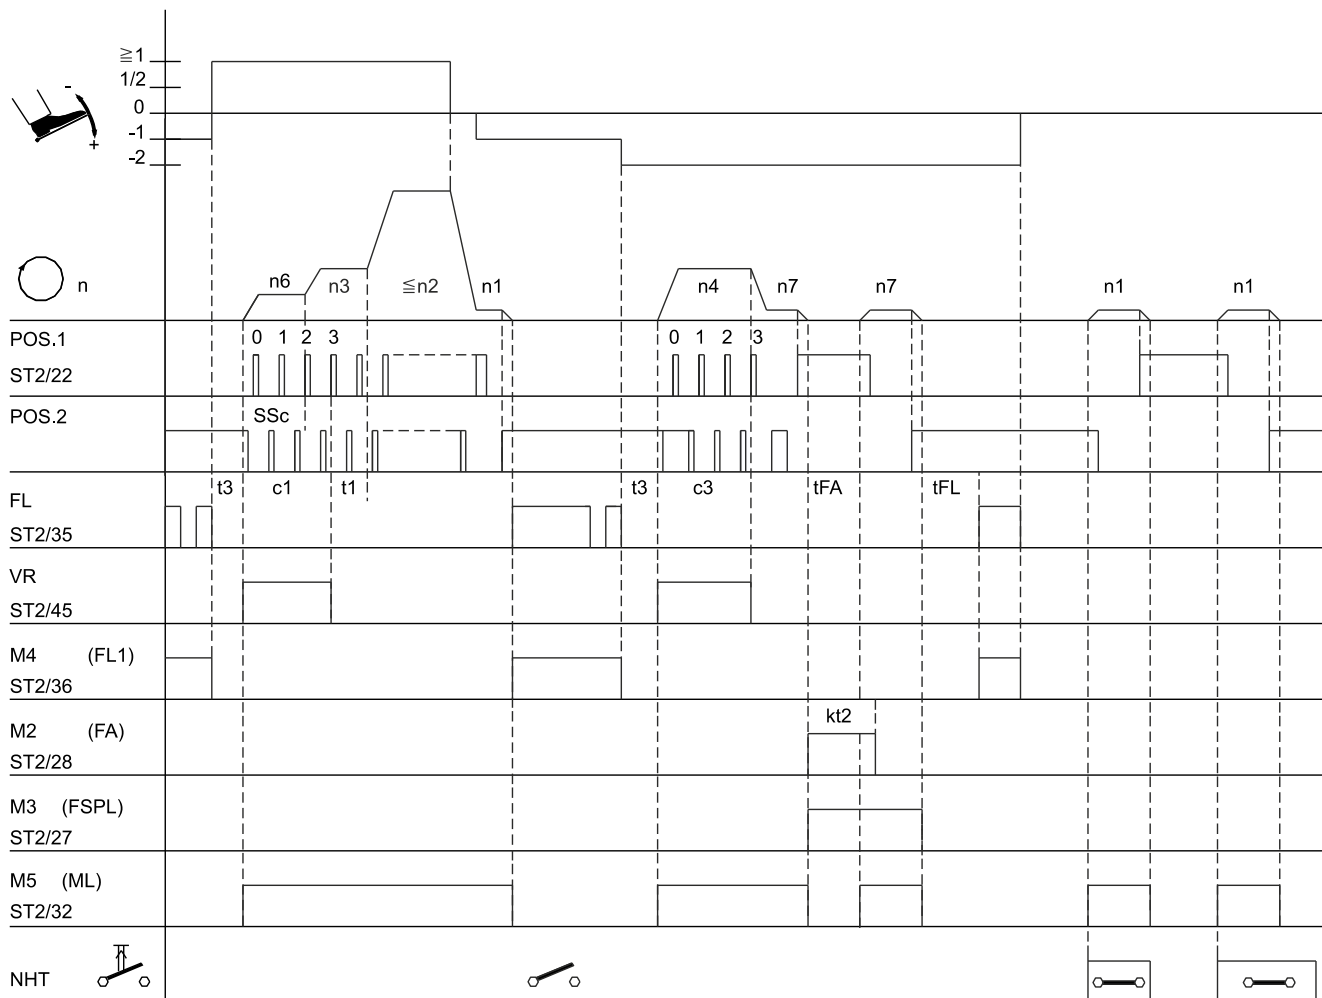 ≧1
1/2
0
-1
-2
-
+
n
n6
n3
≦n2
n1
n4
n7
n7
n1
n1
POS.1
0 1 2 3
0 1 2 3
ST2/22
POS.2
SSc
t3
c1
t1
t3
c3
tFA
tFL
FL
ST2/35
VR
ST2/45
M4 (FL1)
ST2/36
kt2
M2 (FA)
ST2/28
M3 (FSPL)
ST2/27
M5 (ML)
ST2/32
NHT